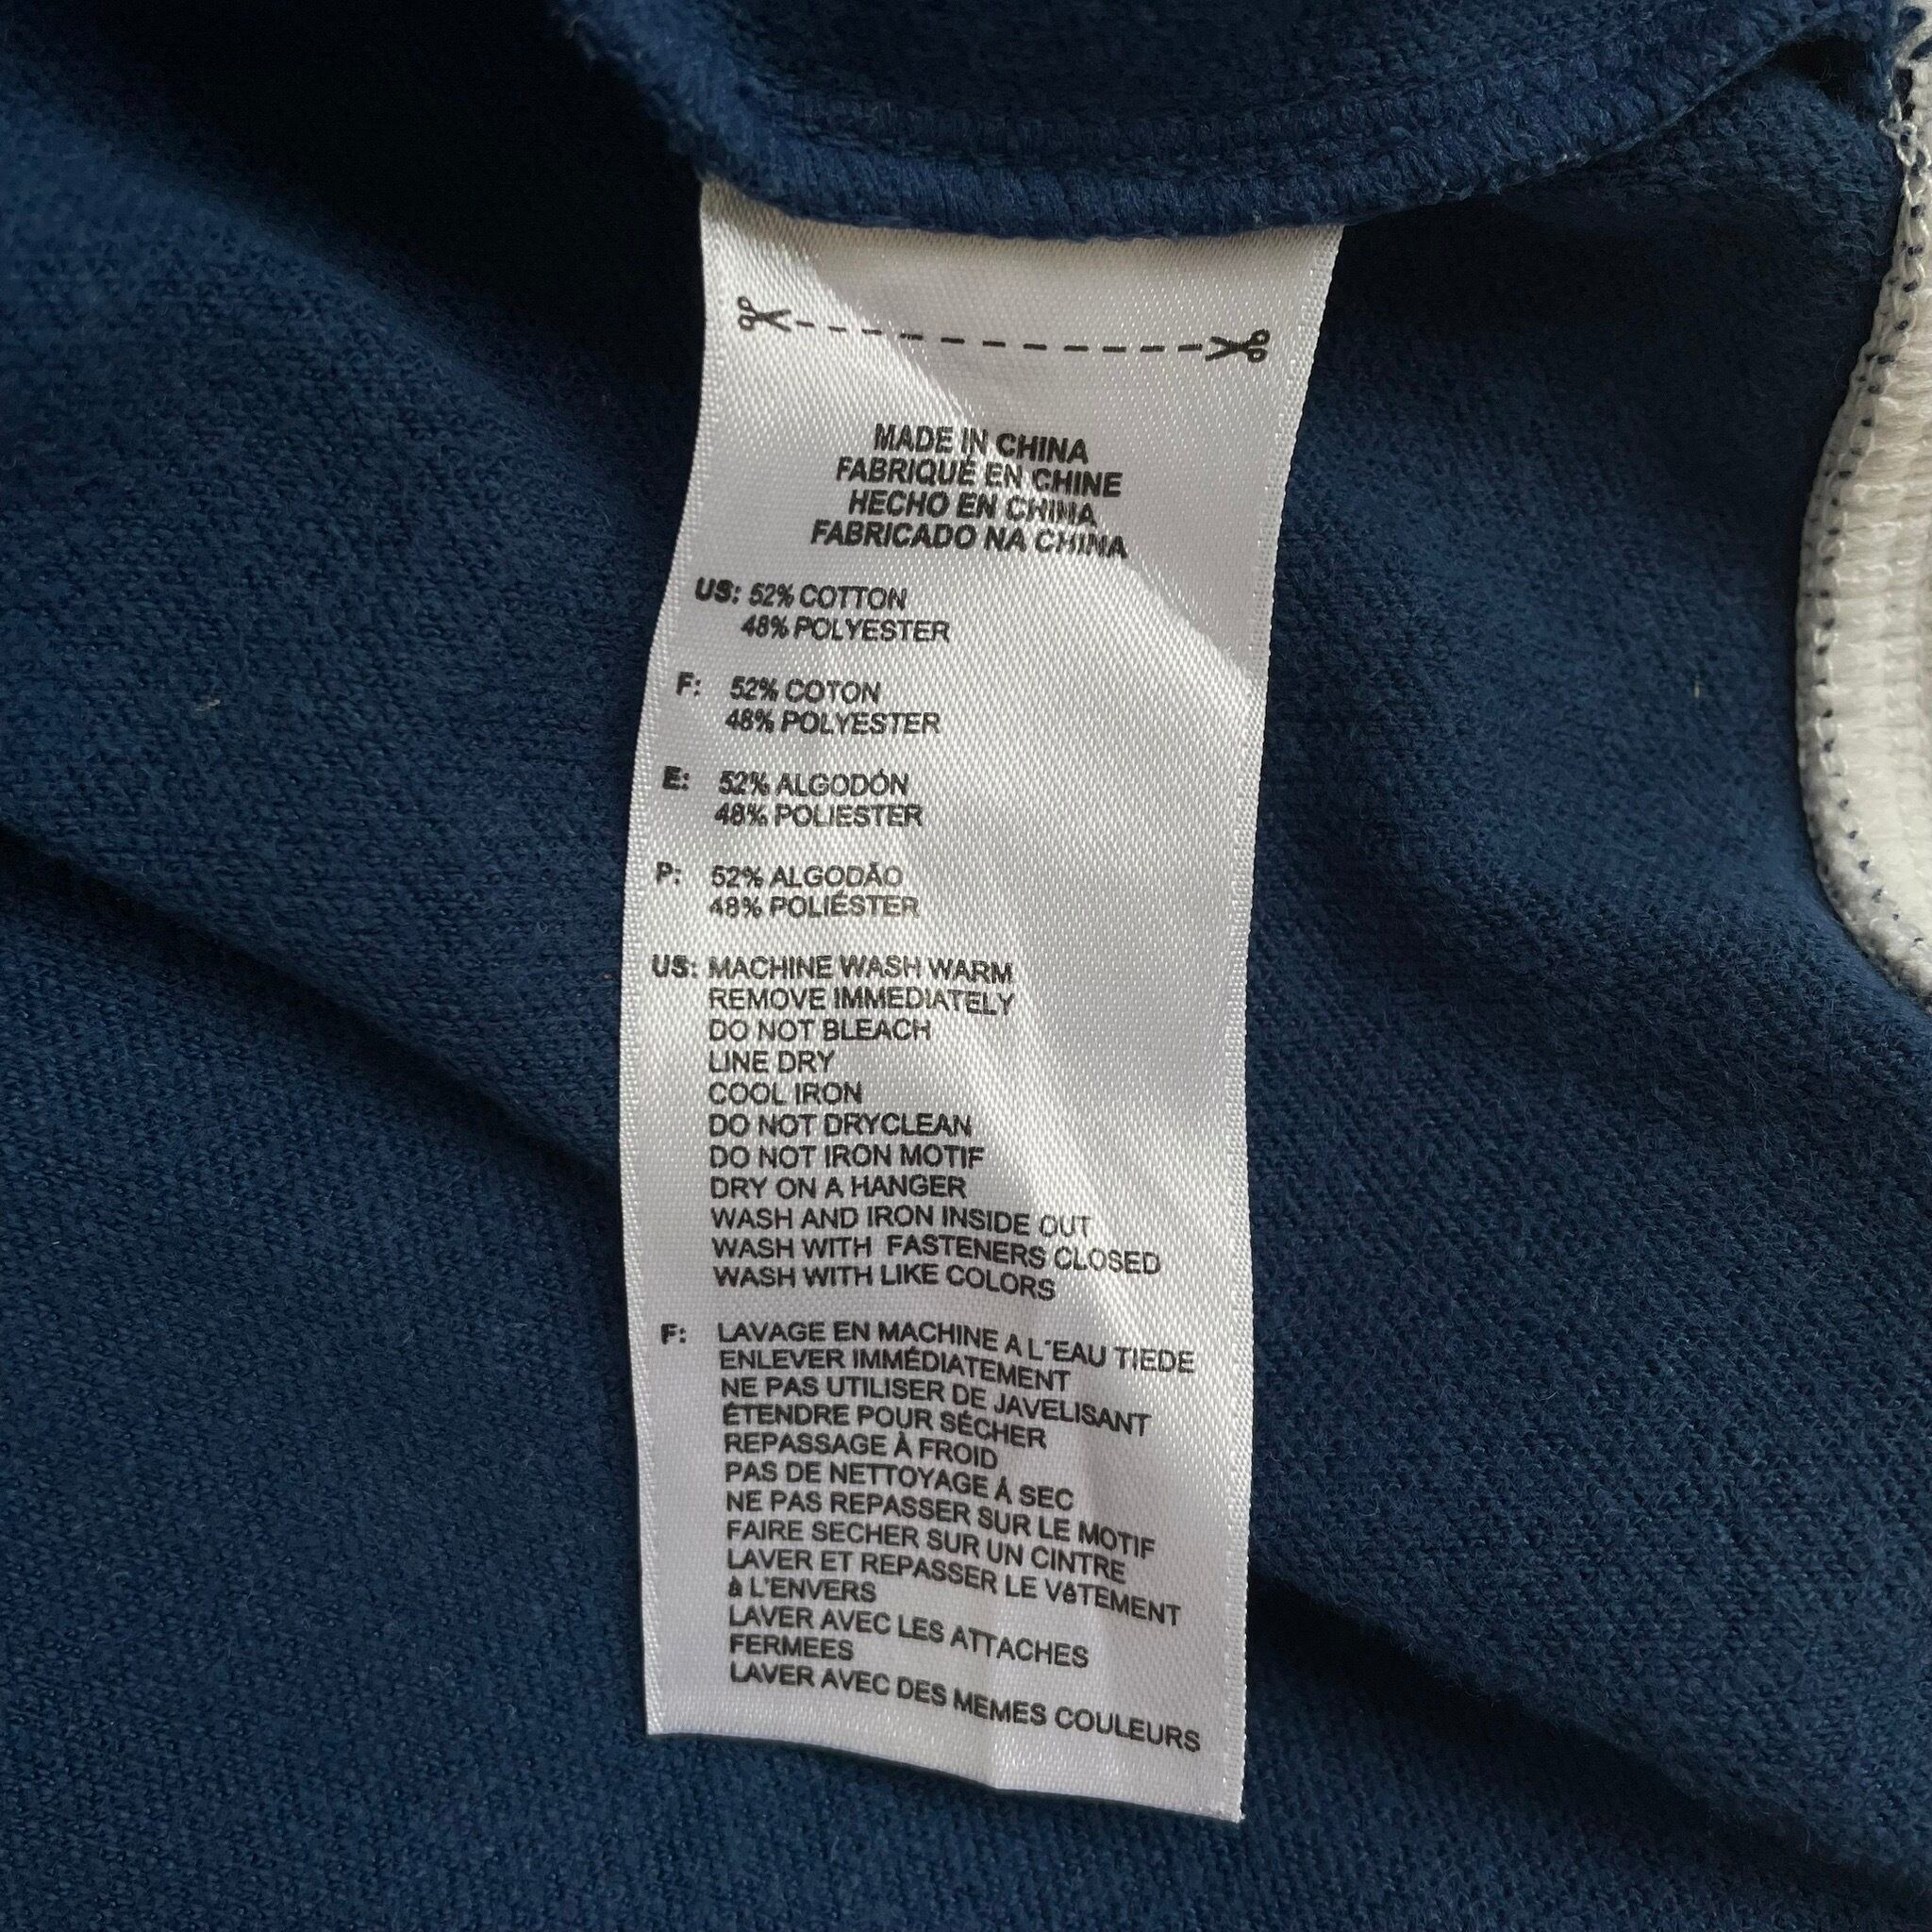 MADE IN CHINA
FABRIQUÉ EN CHINE
HECHO EN CHINA
FABRICADO NA CHINA
US: 52% COTTON
48% POLYESTER
F: 52% COTON
48% POLYESTER
E: 52% ALGODÓN
48% POLIESTER
P: 52% ALGODÃO
48% POLIÉSTER
US: MACHINE WASH WARM
REMOVE IMMEDIATELY
DO NOT BLEACH
LINE DRY
COOL IRON
DO NOT DRYCLEAN
DO NOT IRON MOTIF
DRY ON A HANGER
WASH AND IRON INSIDE OUT
WASH WITH FASTENERS CLOSED
WASH WITH LIKE COLORS
F: LAVAGE EN MACHINE A L´EAU TIEDE
ENLEVER IMMÉDIATEMENT
NE PAS UTILISER DE JAVELISANT
ÉTENDRE POUR SÉCHER
REPASSAGE À FROID
PAS DE NETTOYAGE À SEC
NE PAS REPASSER SUR LE MOTIF
FAIRE SECHER SUR UN CINTRE
LAVER ET REPASSER LE VêTEMENT
à L'ENVERS
LAVER AVEC LES ATTACHES
FERMEES
LAVER AVEC DES MEMES COULEURS